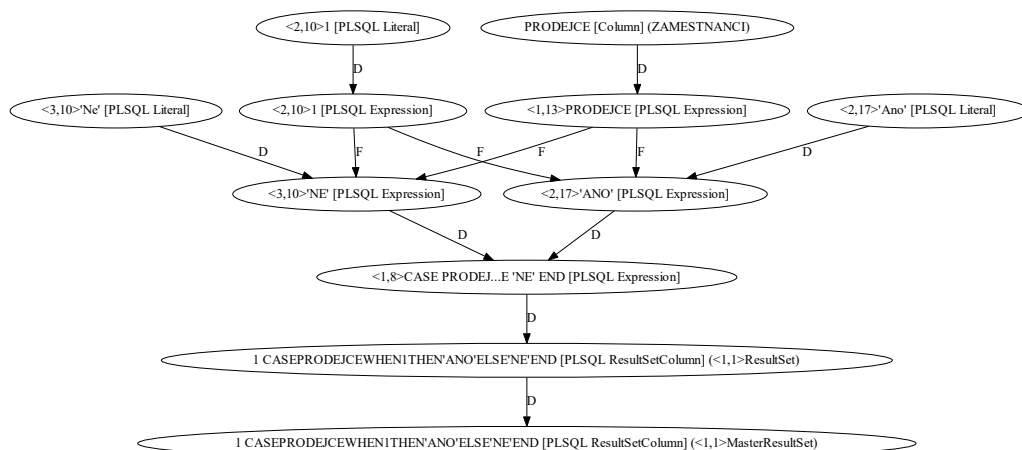 <2,10>1 [PLSQL Literal]
PRODEJCE [Column] (ZAMESTNANCI)
D
D
<3,10>'Ne' [PLSQL Literal]
<2,10>1 [PLSQL Expression]
<1,13>PRODEJCE [PLSQL Expression]
<2,17>'Ano' [PLSQL Literal]
D
F
F
F
F
D
<3,10>'NE' [PLSQL Expression]
<2,17>'ANO' [PLSQL Expression]
D
D
<1,8>CASE PRODEJ...E 'NE' END [PLSQL Expression]
D
1 CASEPRODEJCEWHEN1THEN'ANO'ELSE'NE'END [PLSQL ResultSetColumn] (<1,1>ResultSet)
D
1 CASEPRODEJCEWHEN1THEN'ANO'ELSE'NE'END [PLSQL ResultSetColumn] (<1,1>MasterResultSet)